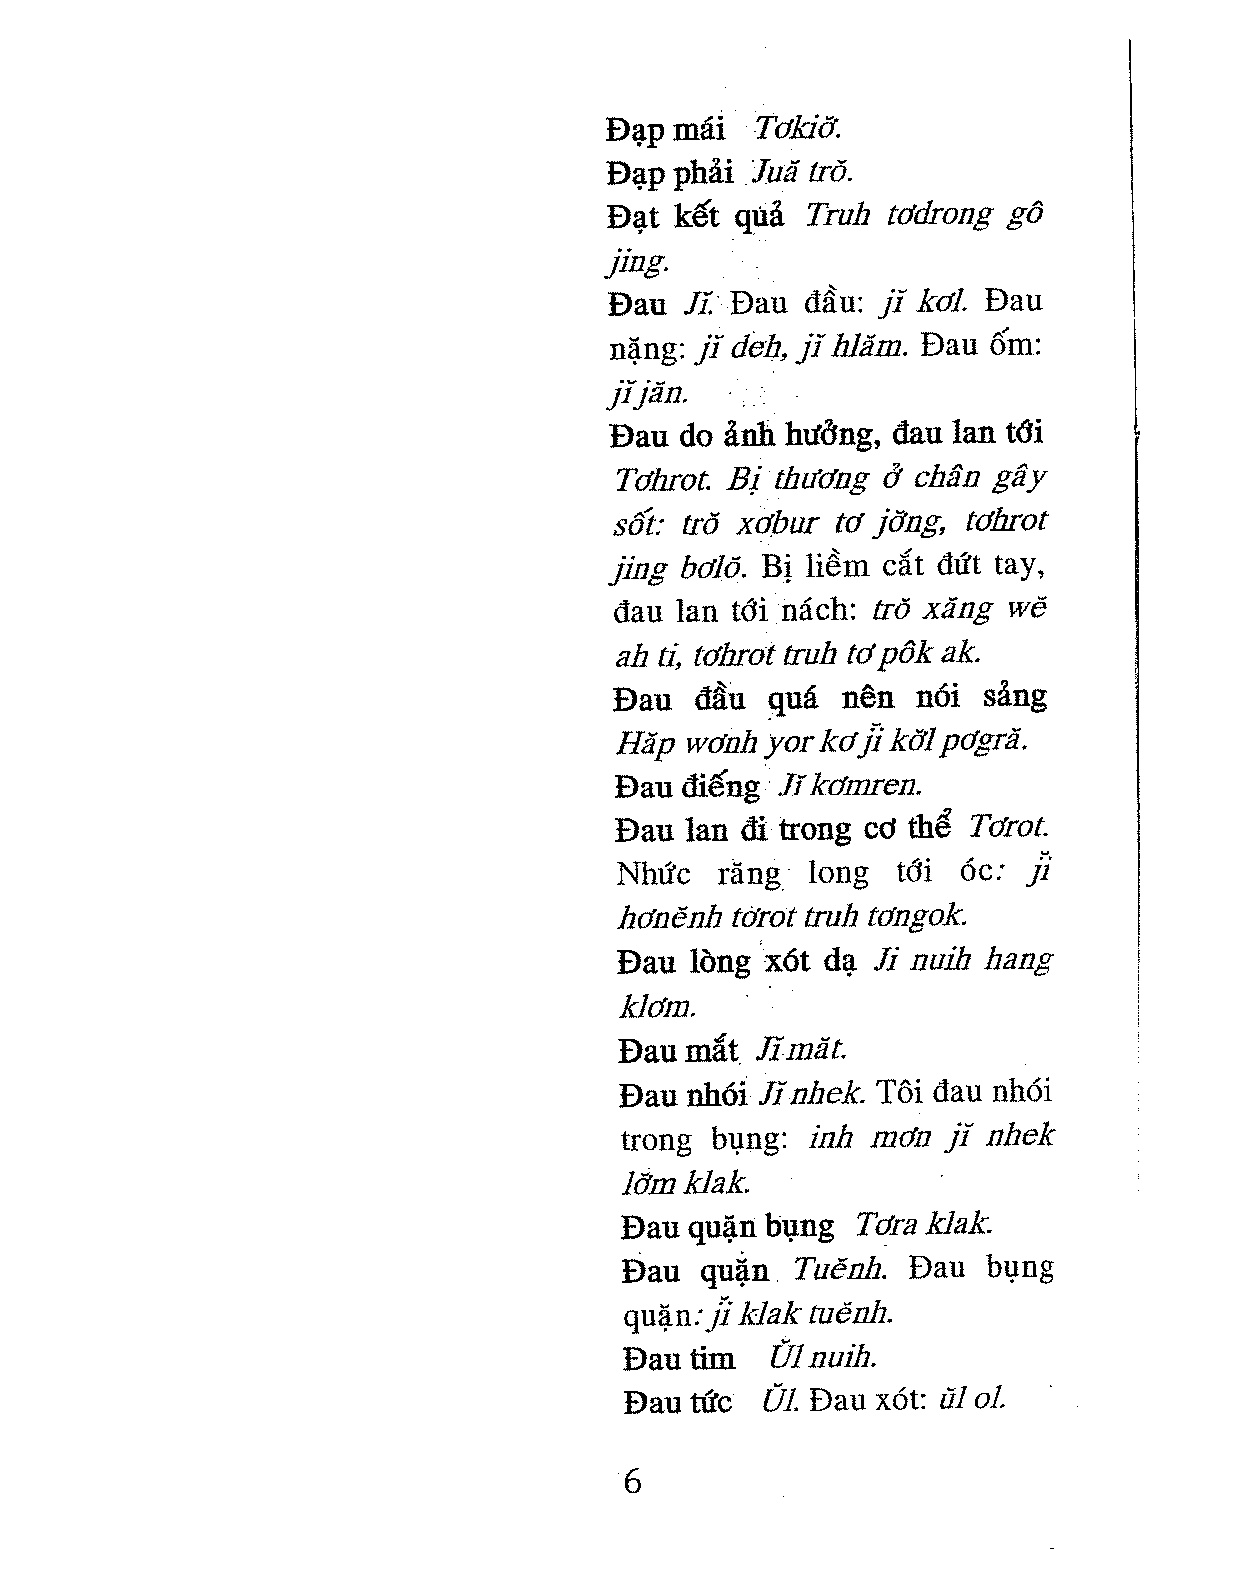 Đạp mái Tơkiơ̆.
Đạp phải Juă trŏ.
Đạt kết quả Truh tơdrong gô
jing.
Đau Jĭ. Đau đầu: jĭ kơl. Đau
nặng: jĭ deh, jĭ hlăm. Đau ốm:
jĭ jăn.
Đau do ảnh hưởng, đau lan tới
Tơhrot. Bị thương ở chân gây
sốt: trŏ xơbur tơ jơ̆ng, tơhrot
jing bơlŏ. Bị liềm cắt đứt tay,
đau lan tới nách: trŏ xăng wĕ
ah ti, tơhrot truh tơ pôk ak.
Đau đầu quá nên nói sảng
Hăp wơnh yor kơ jĭ kơ̆l pơgră.
Đau điếng Jĭ kơmren.
Đau lan đi trong cơ thể Tơrot.
Nhức răng long tới óc: jĭ
hơnĕnh tơrot truh tơngok.
Đau lòng xót dạ Ji nuih hang
klơm.
Đau mắt Jĭ măt.
Đau nhói Jĭ nhek. Tôi đau nhói
trong bụng: inh mơn jĭ nhek
lơ̆m klak.
Đau quặn bụng Tơra klak.
Đau quặn Tuĕnh. Đau bụng
quặn: jĭ klak tuĕnh.
Đau tim Ŭl nuih.
Đau tức Ŭl. Đau xót: ŭl ol.
6